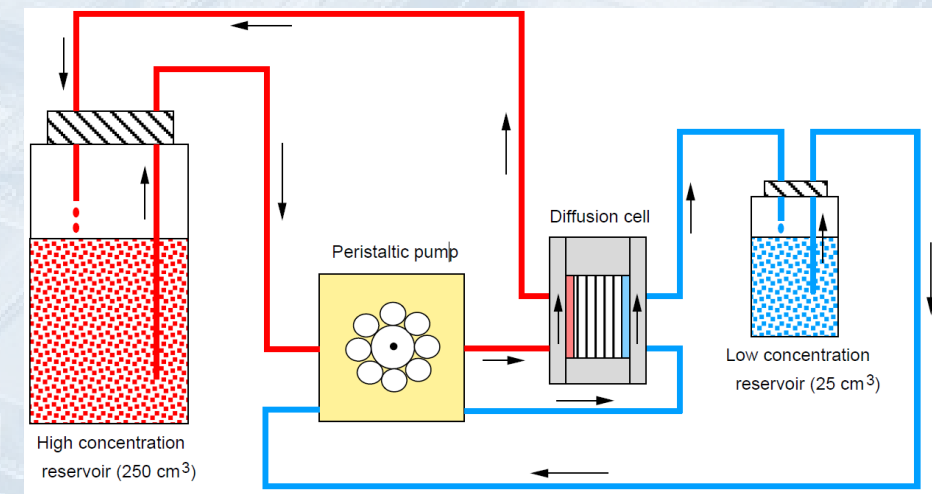 Diffusion cell
Peristaltic pump
Low concentration
reservoir (25 cm³)
High concentration
reservoir (250 cm³)